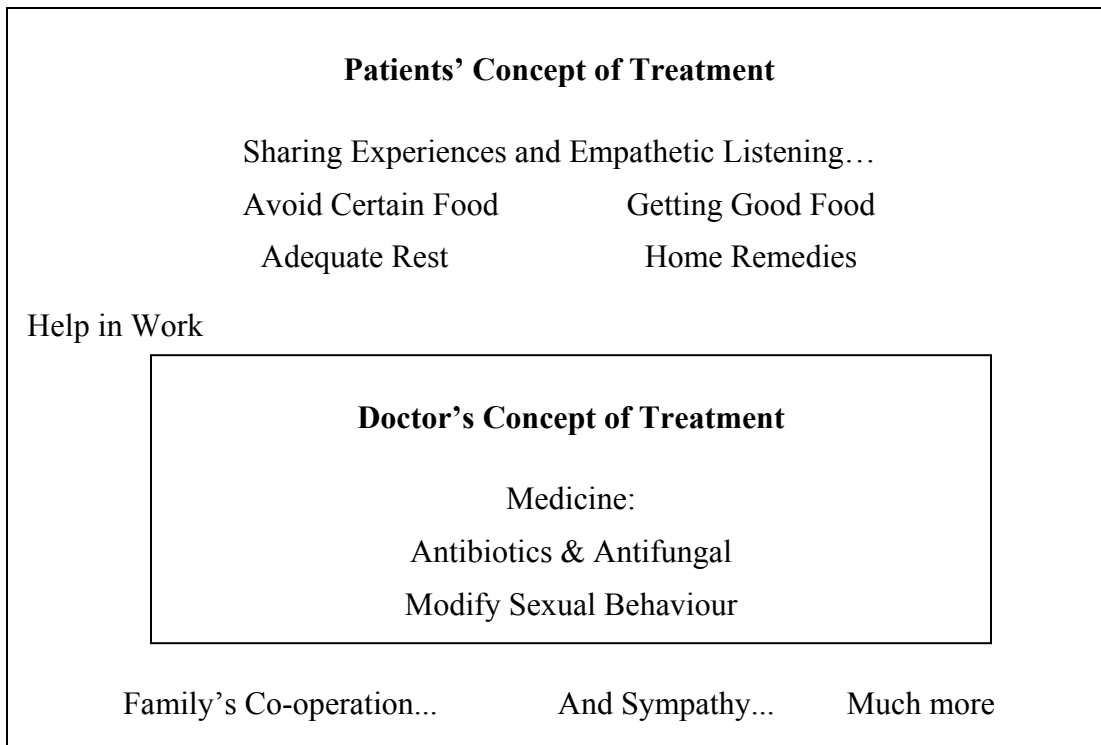 Patients’ Concept of Treatment
Sharing Experiences and Empathetic Listening…
Avoid Certain Food Getting Good Food
Adequate Rest Home Remedies
Help in Work
Doctor’s Concept of Treatment
Medicine:
Antibiotics & Antifungal
Modify Sexual Behaviour
Family’s Co-operation... And Sympathy... Much more